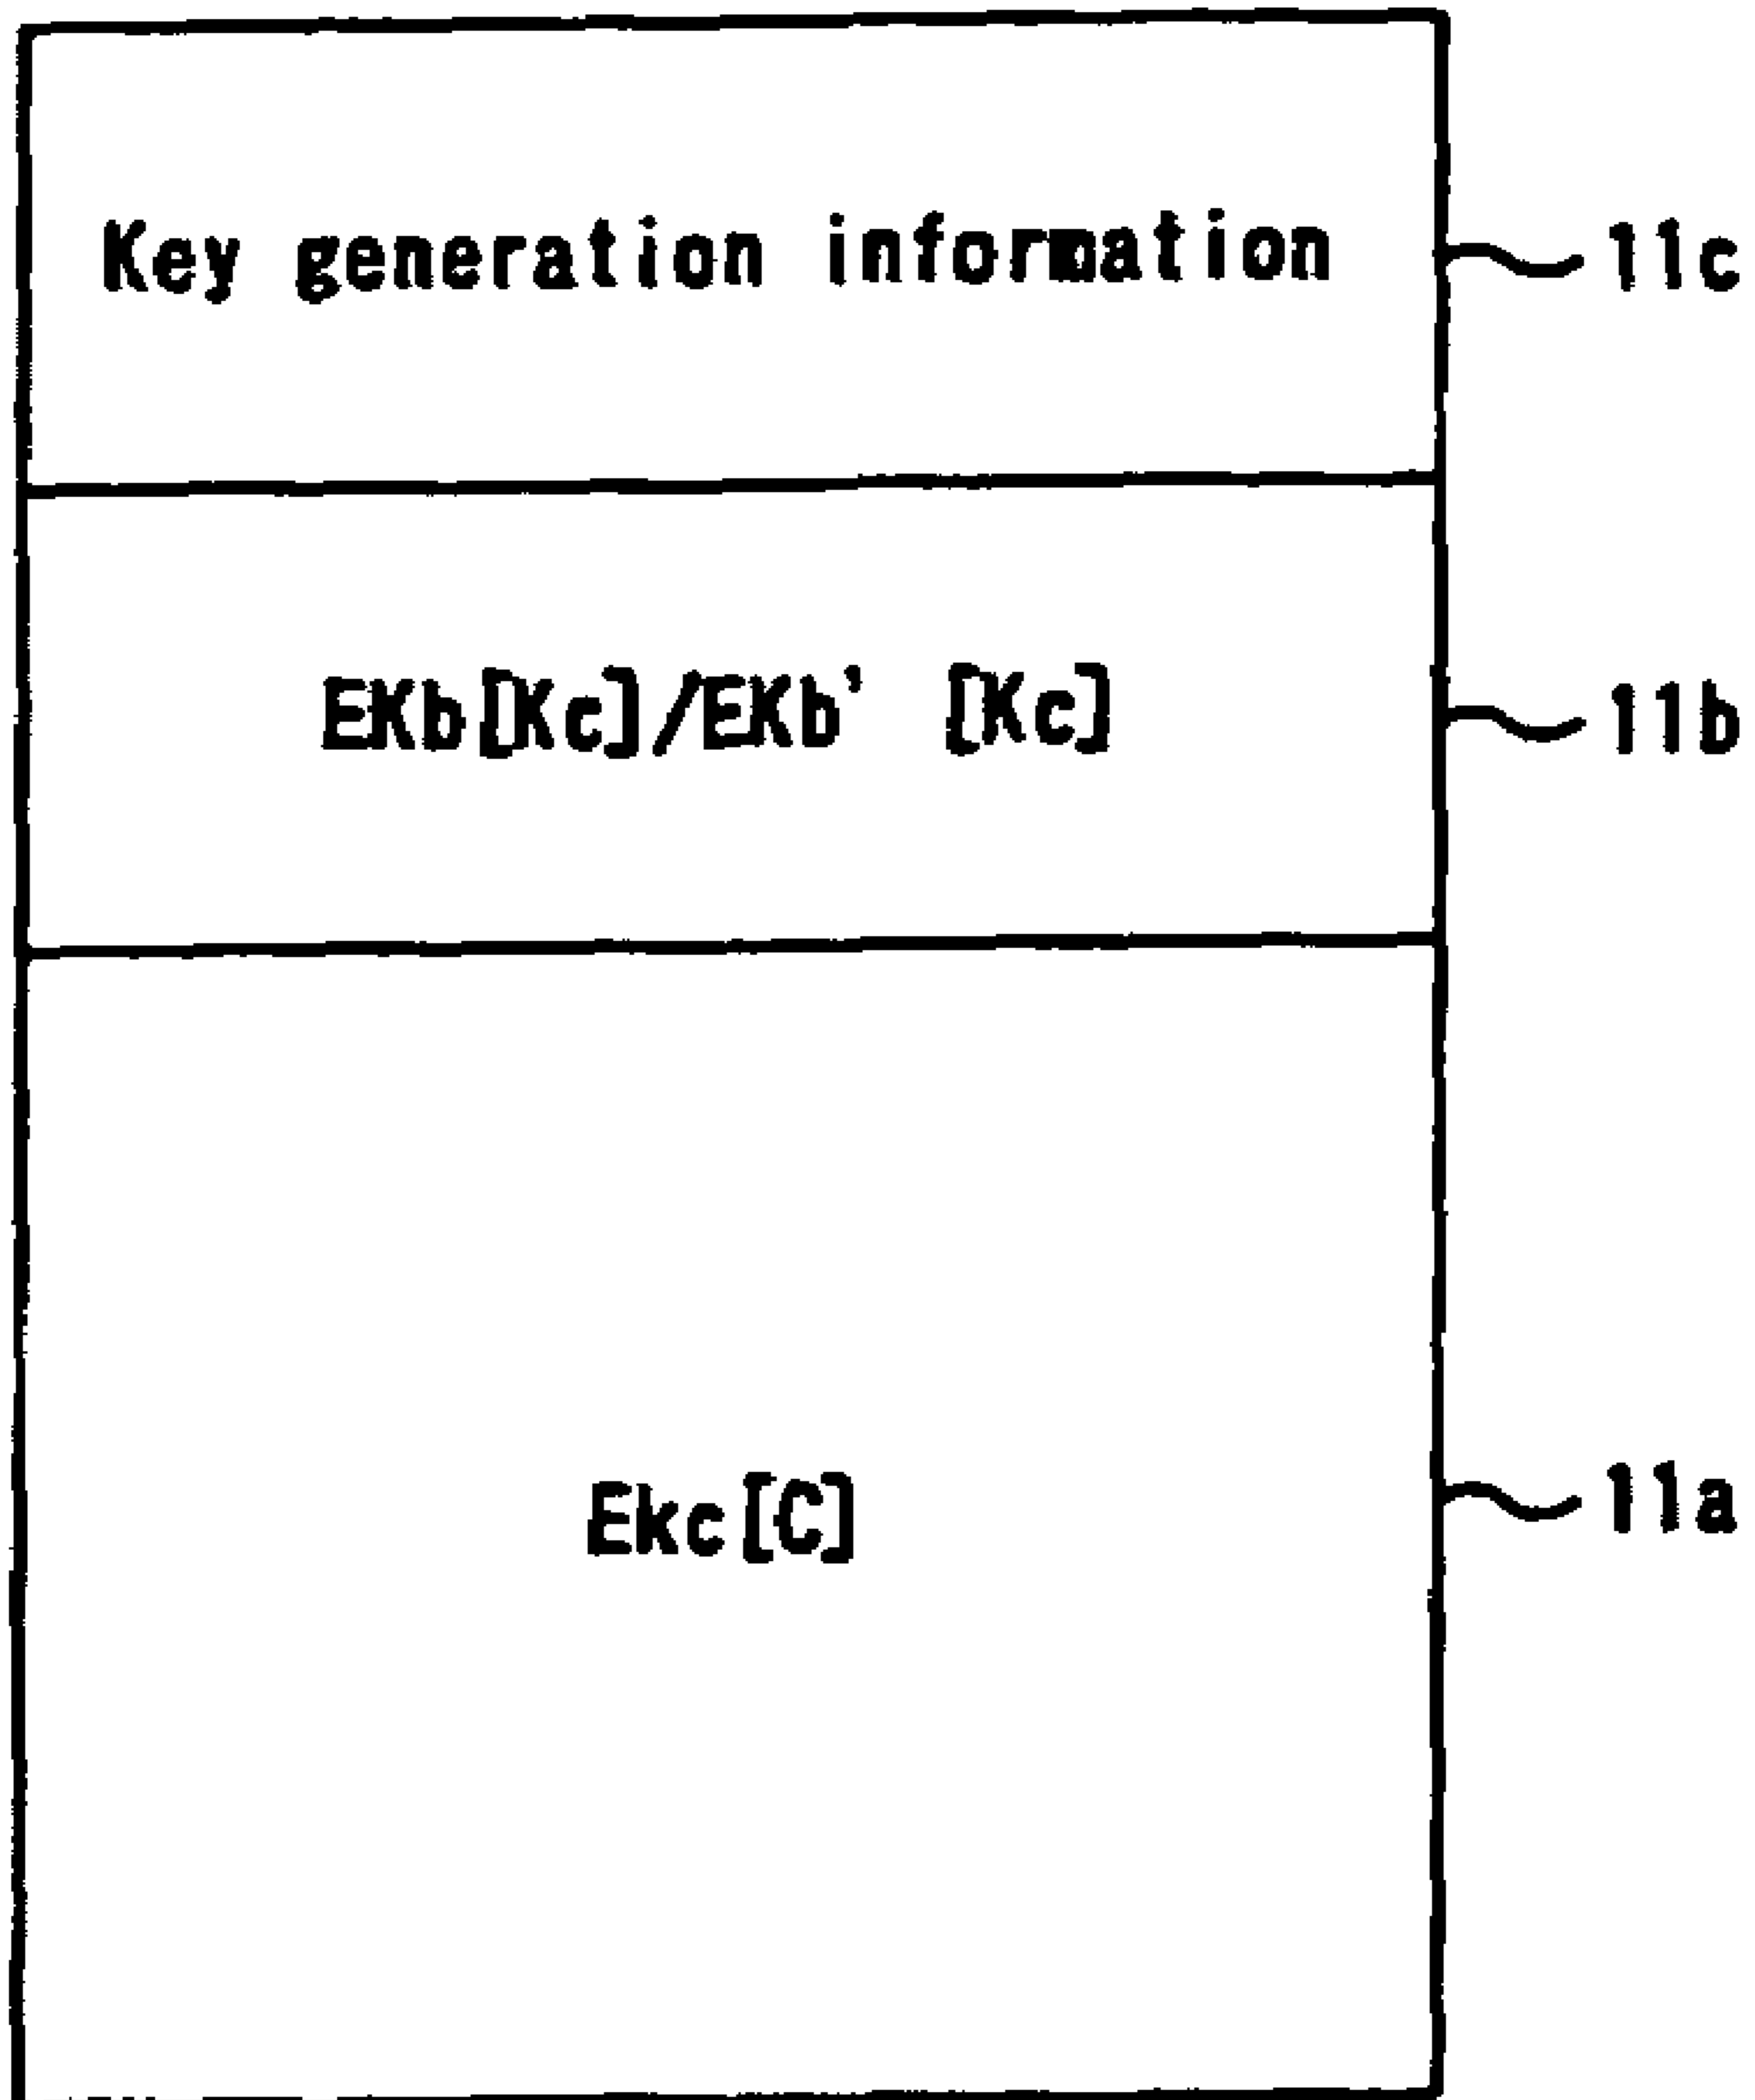 Key generation information 11c
EKb[Kc]/EKb' [Kc] 11b
Ekc[C] 11a